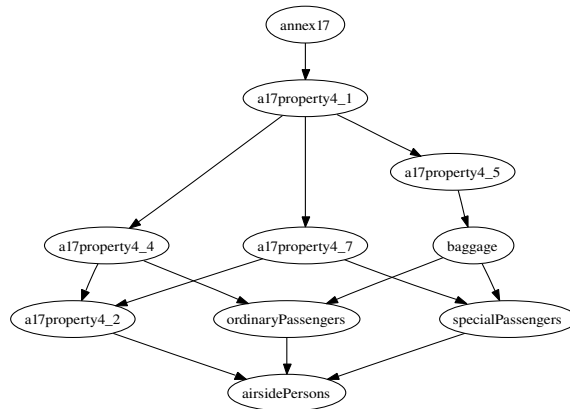 annex17
a17property4_1
a17property4_5
a17property4_4
a17property4_7
baggage
a17property4_2
ordinaryPassengers
specialPassengers
airsidePersons